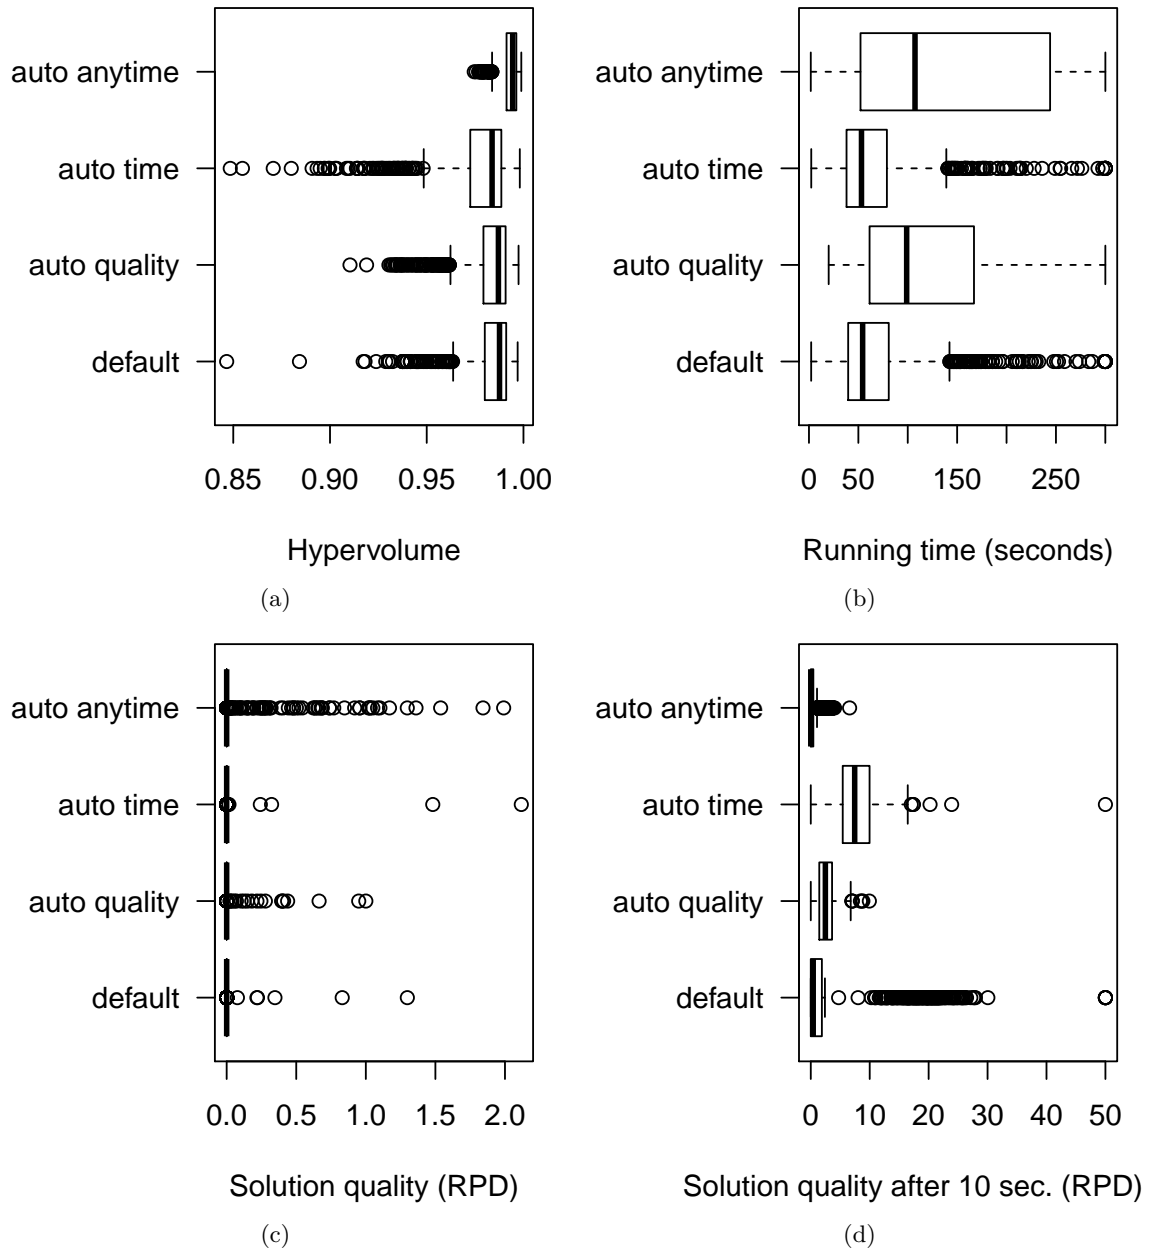 auto anytime
auto time
auto quality
default
0.85 0.90 0.95 1.00
Hypervolume
(a)
auto anytime
auto time
auto quality
default
0 50 150 250
Running time (seconds)
(b)
auto anytime
auto time
auto quality
default
0.0 0.5 1.0 1.5 2.0
Solution quality (RPD)
(c)
auto anytime
auto time
auto quality
default
0 10 20 30 40 50
Solution quality after 10 sec. (RPD)
(d)